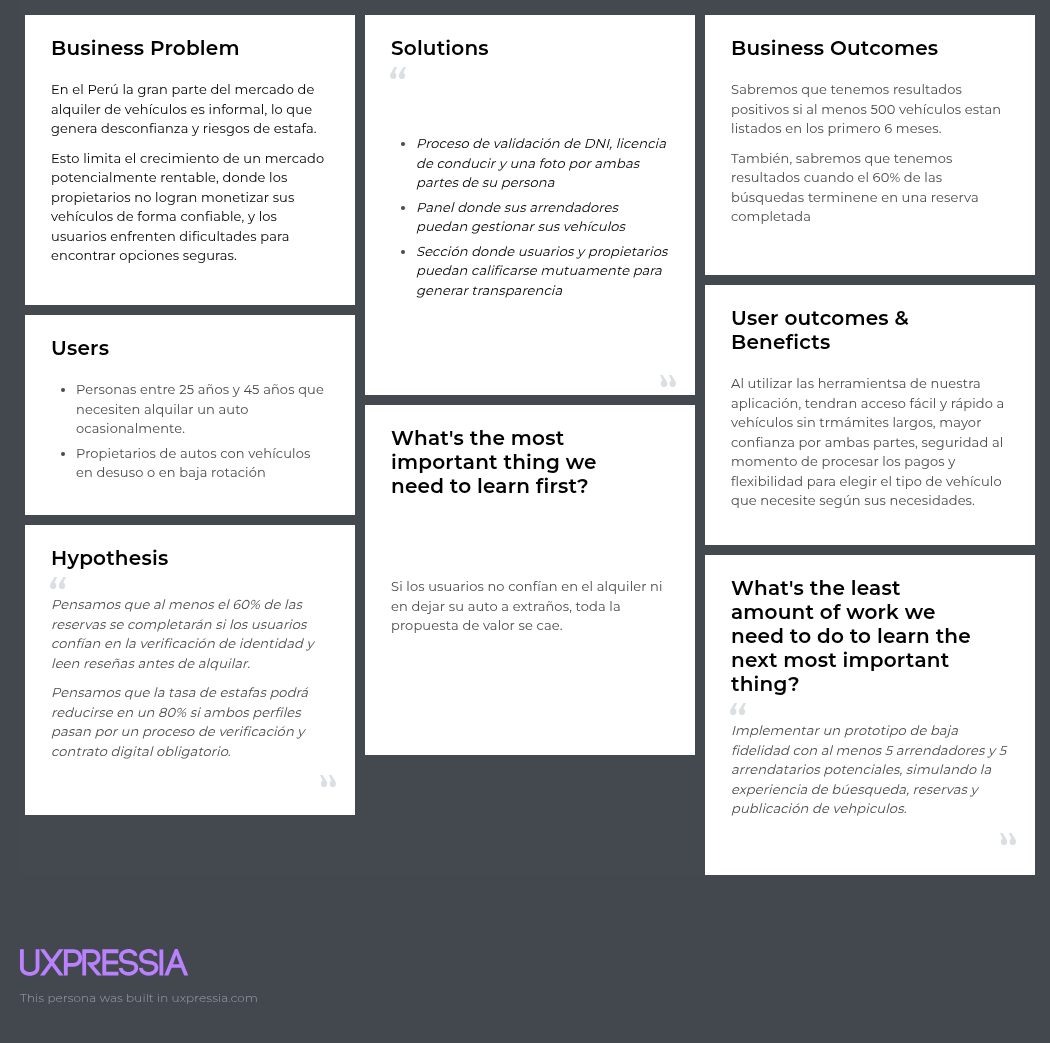 Business Problem
En el Perú la gran parte del mercado de
alquiler de vehículos es informal, lo que
genera desconfianza y riesgos de estafa.
Esto limita el crecimiento de un mercado
potencialmente rentable, donde los
propietarios no logran monetizar sus
vehículos de forma confiable, y los
usuarios enfrenten dificultades para
encontrar opciones seguras.
Users
• Personas entre 25 años y 45 años que
necesiten alquilar un auto
ocasionalmente.
• Propietarios de autos con vehículos
en desuso o en baja rotación
Hypothesis
“
Pensamos que al menos el 60% de las
reservas se completarán si los usuarios
confían en la verificación de identidad y
leen reseñas antes de alquilar.
Pensamos que la tasa de estafas podrá
reducirse en un 80% si ambos perfiles
pasan por un proceso de verificación y
contrato digital obligatorio.
”
Solutions
“
• Proceso de validación de DNI, licencia
de conducir y una foto por ambas
partes de su persona
• Panel donde sus arrendadores
puedan gestionar sus vehículos
• Sección donde usuarios y propietarios
puedan calificarse mutuamente para
generar transparencia
”
What's the most
important thing we
need to learn first?
Si los usuarios no confían en el alquiler ni
en dejar su auto a extraños, toda la
propuesta de valor se cae.
Business Outcomes
Sabremos que tenemos resultados
positivos si al menos 500 vehículos estan
listados en los primero 6 meses.
También, sabremos que tenemos
resultados cuando el 60% de las
búsquedas terminene en una reserva
completada
User outcomes &
Beneficts
Al utilizar las herramientsa de nuestra
aplicación, tendran acceso fácil y rápido a
vehículos sin trmámites largos, mayor
confianza por ambas partes, seguridad al
momento de procesar los pagos y
flexibilidad para elegir el tipo de vehículo
que necesite según sus necesidades.
What's the least
amount of work we
need to do to learn the
next most important
thing?
“
Implementar un prototipo de baja
fidelidad con al menos 5 arrendadores y 5
arrendatarios potenciales, simulando la
experiencia de búesqueda, reservas y
publicación de vehpiculos.
”
UXPRESSIA
This persona was built in uxpressia.com